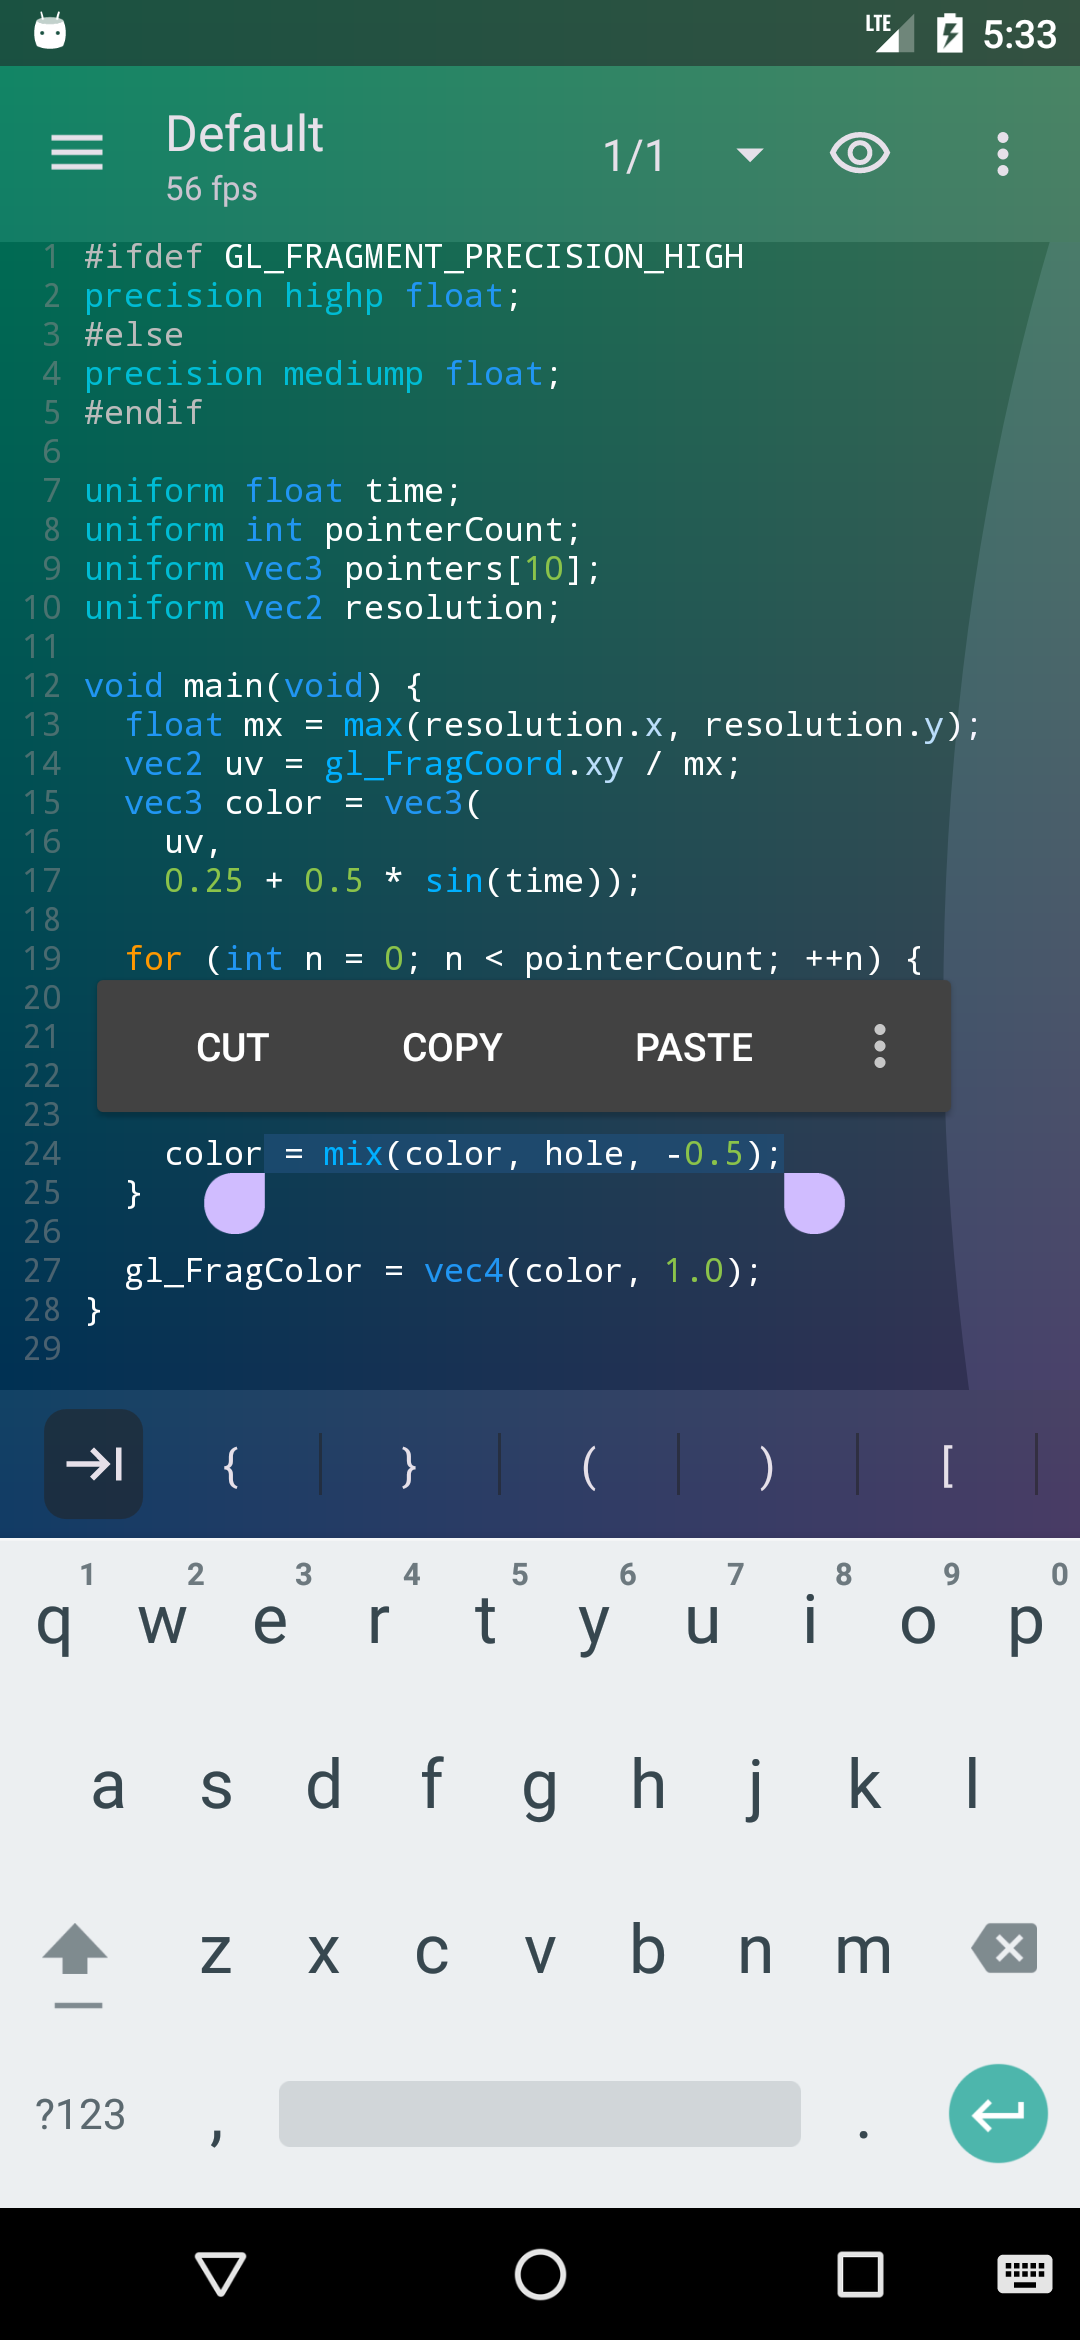 LTE 5:33
Default
56 fps
1/1
1 #ifdef GL_FRAGMENT_PRECISION_HIGH
2 precision highp float;
3 #else
4 precision mediump float;
5 #endif
6
7 uniform float time;
8 uniform int pointerCount;
9 uniform vec3 pointers[10];
10 uniform vec2 resolution;
11
12 void main(void) {
13   float mx = max(resolution.x, resolution.y);
14   vec2 uv = gl_FragCoord.xy / mx;
15   vec3 color = vec3(
16     uv,
17     0.25 + 0.5 * sin(time));
18
19   for (int n = 0; n < pointerCount; ++n) {
20
21
22
23
CUT COPY PASTE
24     color = mix(color, hole, -0.5);
25   }
26
27   gl_FragColor = vec4(color, 1.0);
28 }
29
{ } ( ) [
1 2 3 4 5 6 7 8 9 0
q w e r t y u i o p
a s d f g h j k l
z x c v b n m
?123 , .